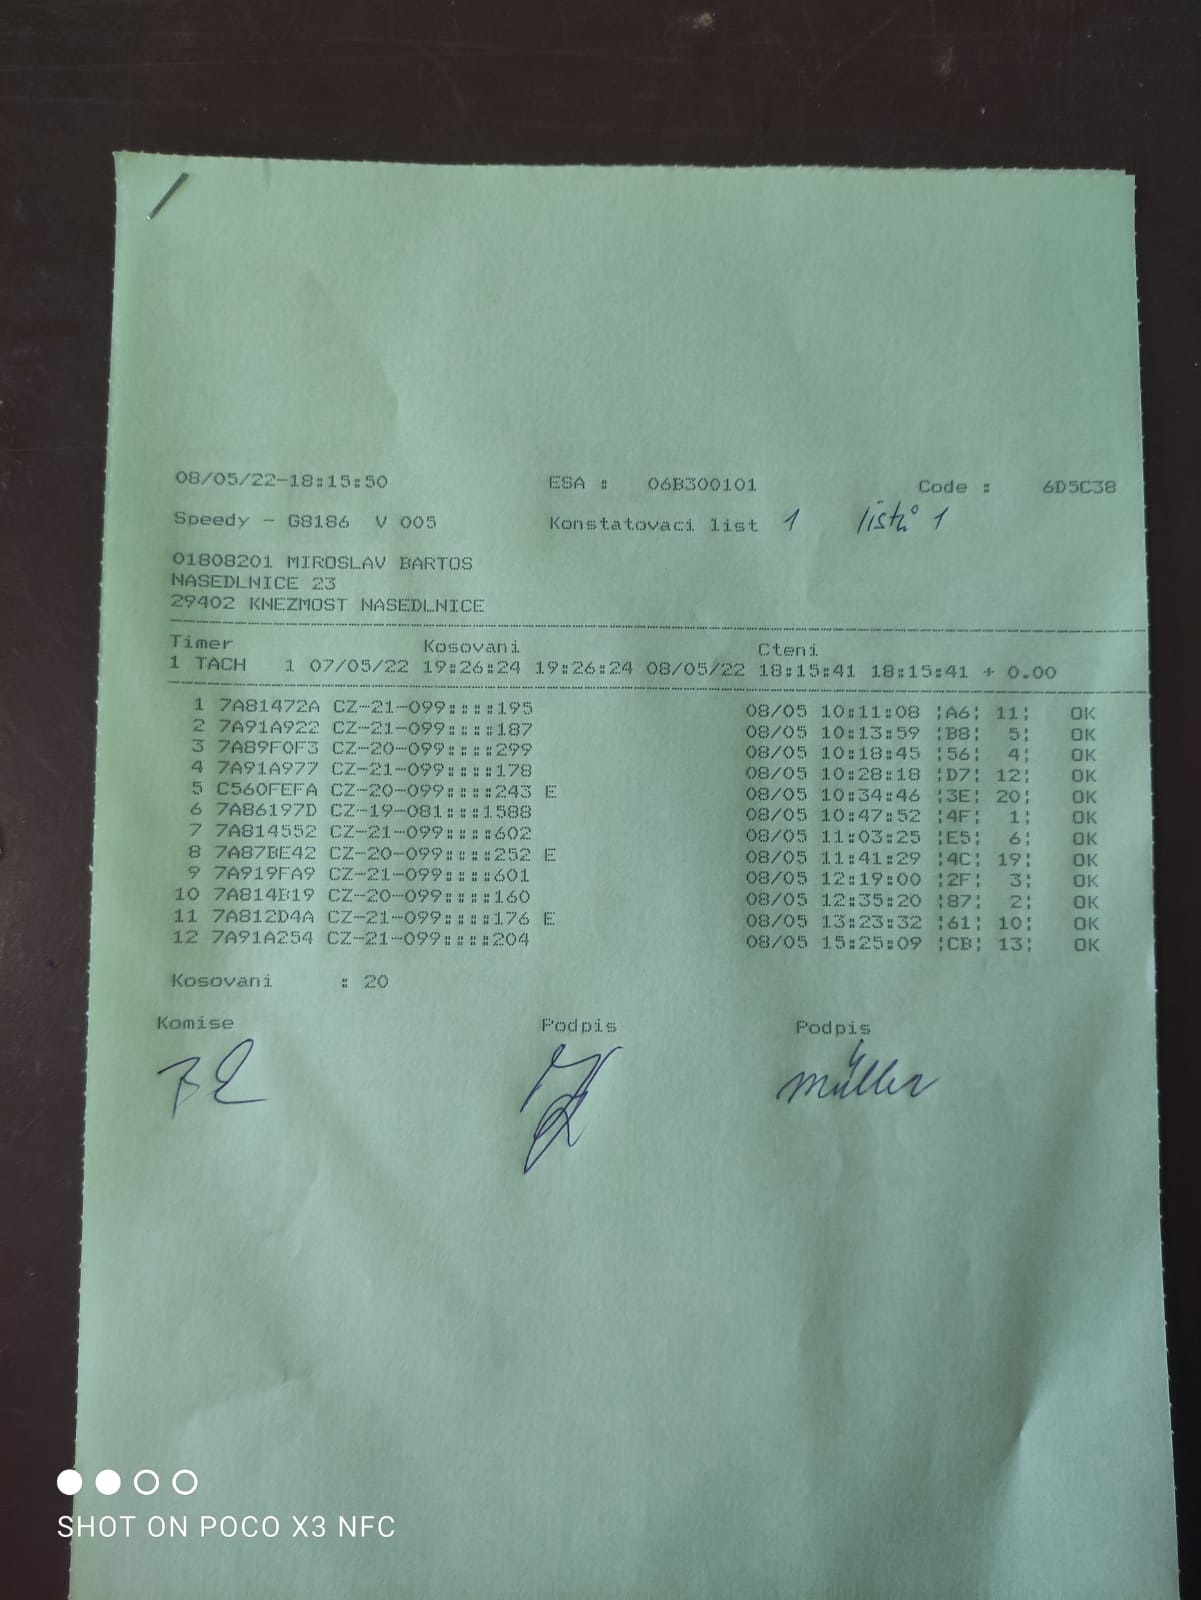 08/05/22-18:15:50 ESA : 06B300101 Code : 6D5C38
Speedy - G8186 V 005 Konstatovaci list 1 listů 1
01808201 MIROSLAV BARTOS
NASEDLNICE 23
29402 KNEZMOST NASEDLNICE
Timer Kosovani Cteni
1 TACH 1 07/05/22 19:26:24 19:26:24 08/05/22 18:15:41 18:15:41 + 0.00
1 7A81472A CZ-21-099::::195 08/05 10:11:08 ¦A6¦ 11¦ OK
2 7A91A922 CZ-21-099::::187 08/05 10:13:59 ¦B8¦ 5¦ OK
3 7A89F0F3 CZ-20-099::::299 08/05 10:18:45 ¦56¦ 4¦ OK
4 7A91A977 CZ-21-099::::178 08/05 10:28:18 ¦D7¦ 12¦ OK
5 C560FEFA CZ-20-099::::243 E 08/05 10:34:46 ¦3E¦ 20¦ OK
6 7A86197D CZ-19-081:::1588 08/05 10:47:52 ¦4F¦ 1¦ OK
7 7A814552 CZ-21-099::::602 08/05 11:03:25 ¦E5¦ 6¦ OK
8 7A87BE42 CZ-20-099::::252 E 08/05 11:41:29 ¦4C¦ 19¦ OK
9 7A919FA9 CZ-21-099::::601 08/05 12:19:00 ¦2F¦ 3¦ OK
10 7A814B19 CZ-20-099::::160 08/05 12:35:20 ¦87¦ 2¦ OK
11 7A812D4A CZ-21-099::::176 E 08/05 13:23:32 ¦61¦ 10¦ OK
12 7A91A254 CZ-21-099::::204 08/05 15:25:09 ¦CB¦ 13¦ OK
Kosovani : 20
Komise Podpis Podpis
Müller
SHOT ON POCO X3 NFC